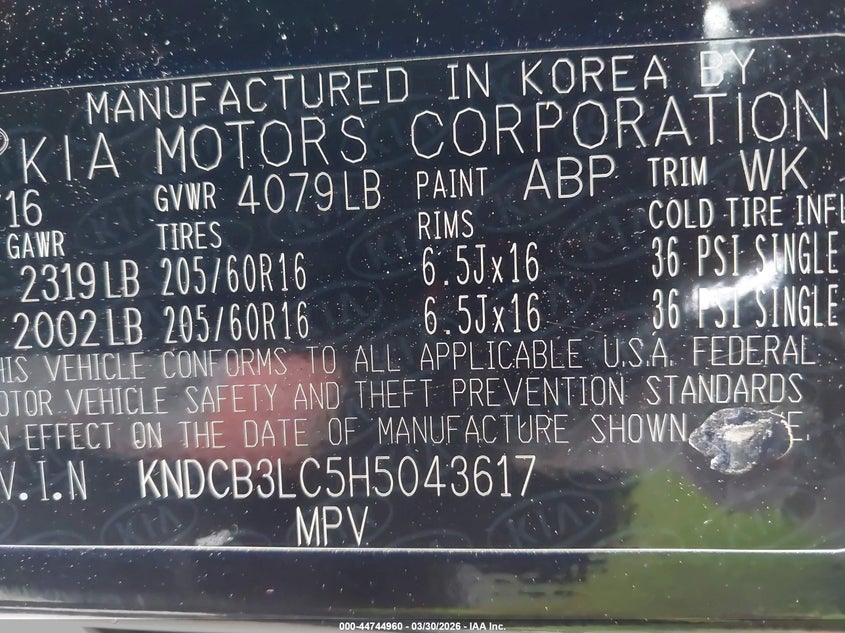 MANUFACTURED IN KOREA BY
KIA MOTORS CORPORATION
/16 GVWR 4079LB PAINT ABP TRIM WK
GAWR TIRES RIMS COLD TIRE INFL
2319LB 205/60R16 6.5Jx16 36 PSI SINGLE
2002LB 205/60R16 6.5Jx16 36 PSI SINGLE
HIS VEHICLE CONFORMS TO ALL APPLICABLE U.S.A. FEDERAL
OTOR VEHICLE SAFETY AND THEFT PREVENTION STANDARDS
N EFFECT ON THE DATE OF MANUFACTURE SHOWN
V.I.N KNDCB3LC5H5043617
MPV
000-44744960 - 03/30/2026 - IAA Inc.